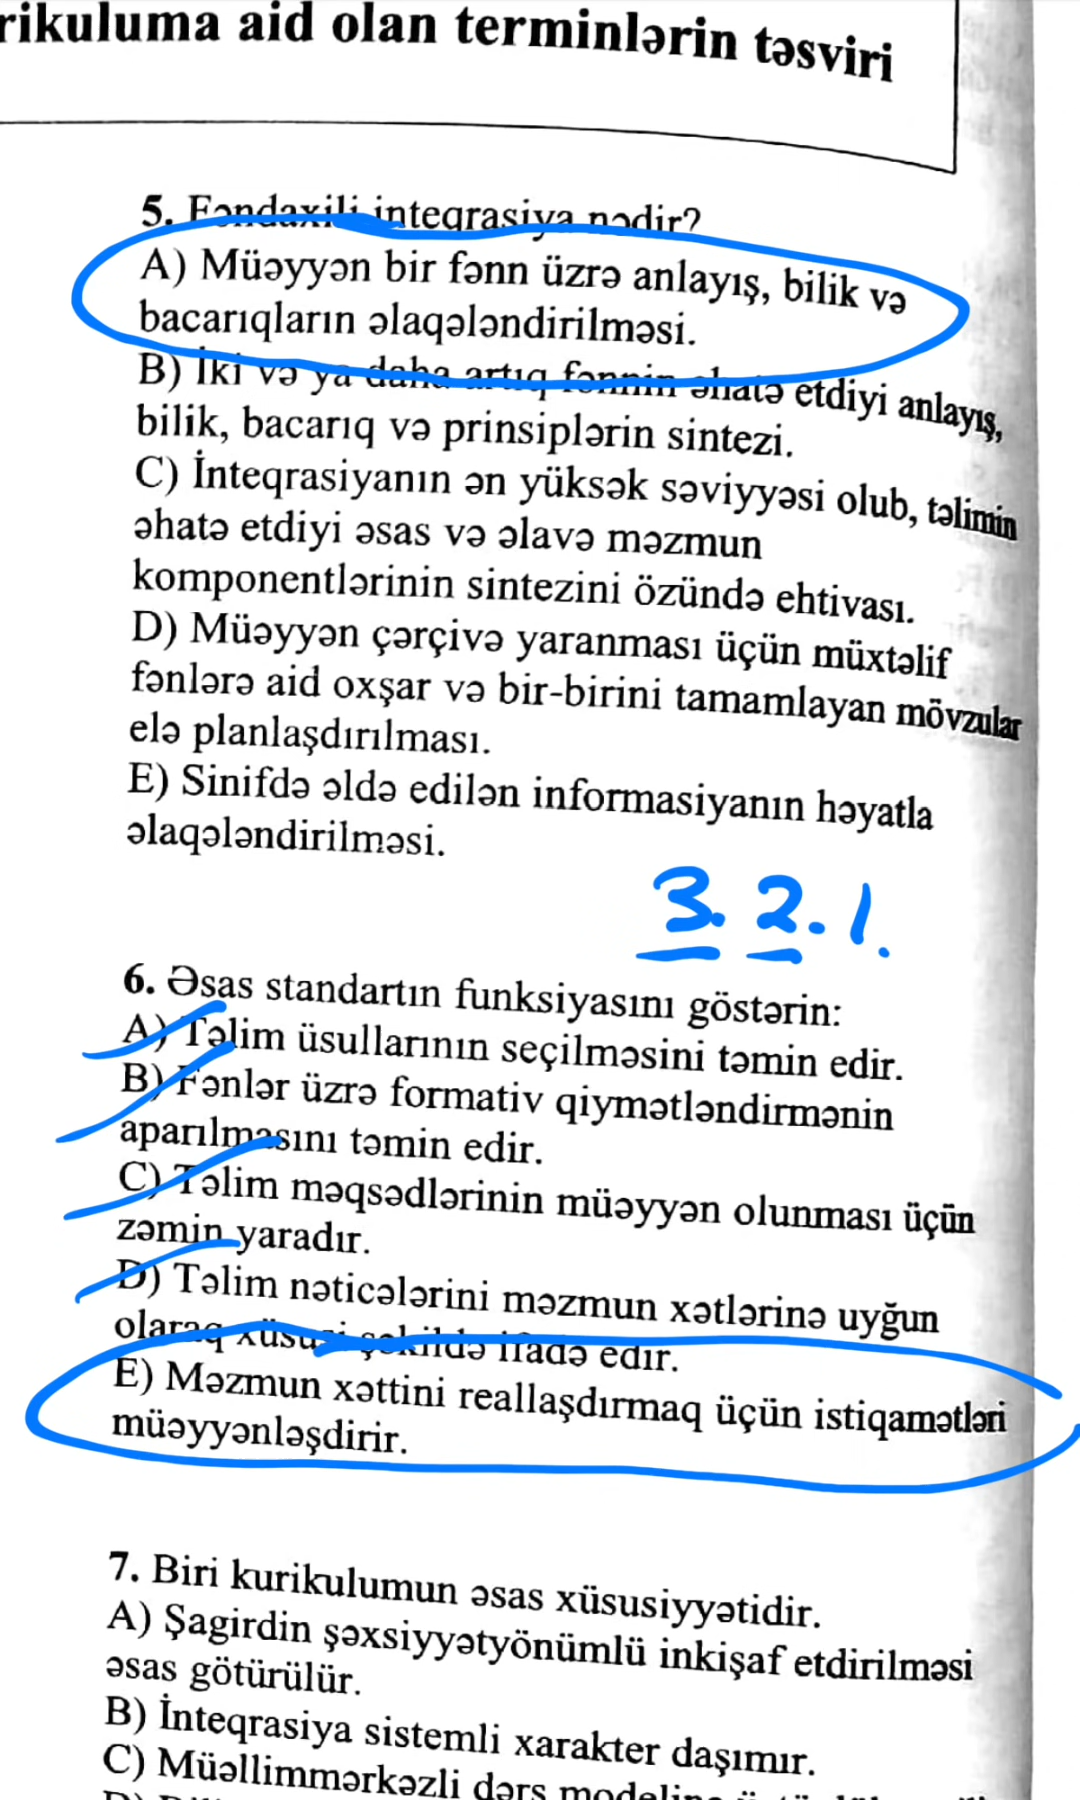 rikuluma aid olan terminlərin təsviri
5. Fəndaxili inteqrasiya nədir?
A) Müəyyən bir fənn üzrə anlayış, bilik və
bacarıqların əlaqələndirilməsi.
B) İki və ya daha artıq fənnin əhatə etdiyi anlayış,
bilik, bacarıq və prinsiplərin sintezi.
C) İnteqrasiyanın ən yüksək səviyyəsi olub, təlimin
əhatə etdiyi əsas və əlavə məzmun
komponentlərinin sintezini özündə ehtivası.
D) Müəyyən çərçivə yaranması üçün müxtəlif
fənlərə aid oxşar və bir-birini tamamlayan mövzular
elə planlaşdırılması.
E) Sinifdə əldə edilən informasiyanın həyatla
əlaqələndirilməsi.
3. 2. 1.
6. Əsas standartın funksiyasını göstərin:
A) Təlim üsullarının seçilməsini təmin edir.
B) Fənlər üzrə formativ qiymətləndirmənin
aparılmasını təmin edir.
C) Təlim məqsədlərinin müəyyən olunması üçün
zəmin yaradır.
D) Təlim nəticələrini məzmun xətlərinə uyğun
olaraq xüsusi şəkildə ifadə edir.
E) Məzmun xəttini reallaşdırmaq üçün istiqamətləri
müəyyənləşdirir.
7. Biri kurikulumun əsas xüsusiyyətidir.
A) Şagirdin şəxsiyyətyönümlü inkişaf etdirilməsi
əsas götürülür.
B) İnteqrasiya sistemli xarakter daşımır.
C) Müəllimmərkəzli dərs modelinə